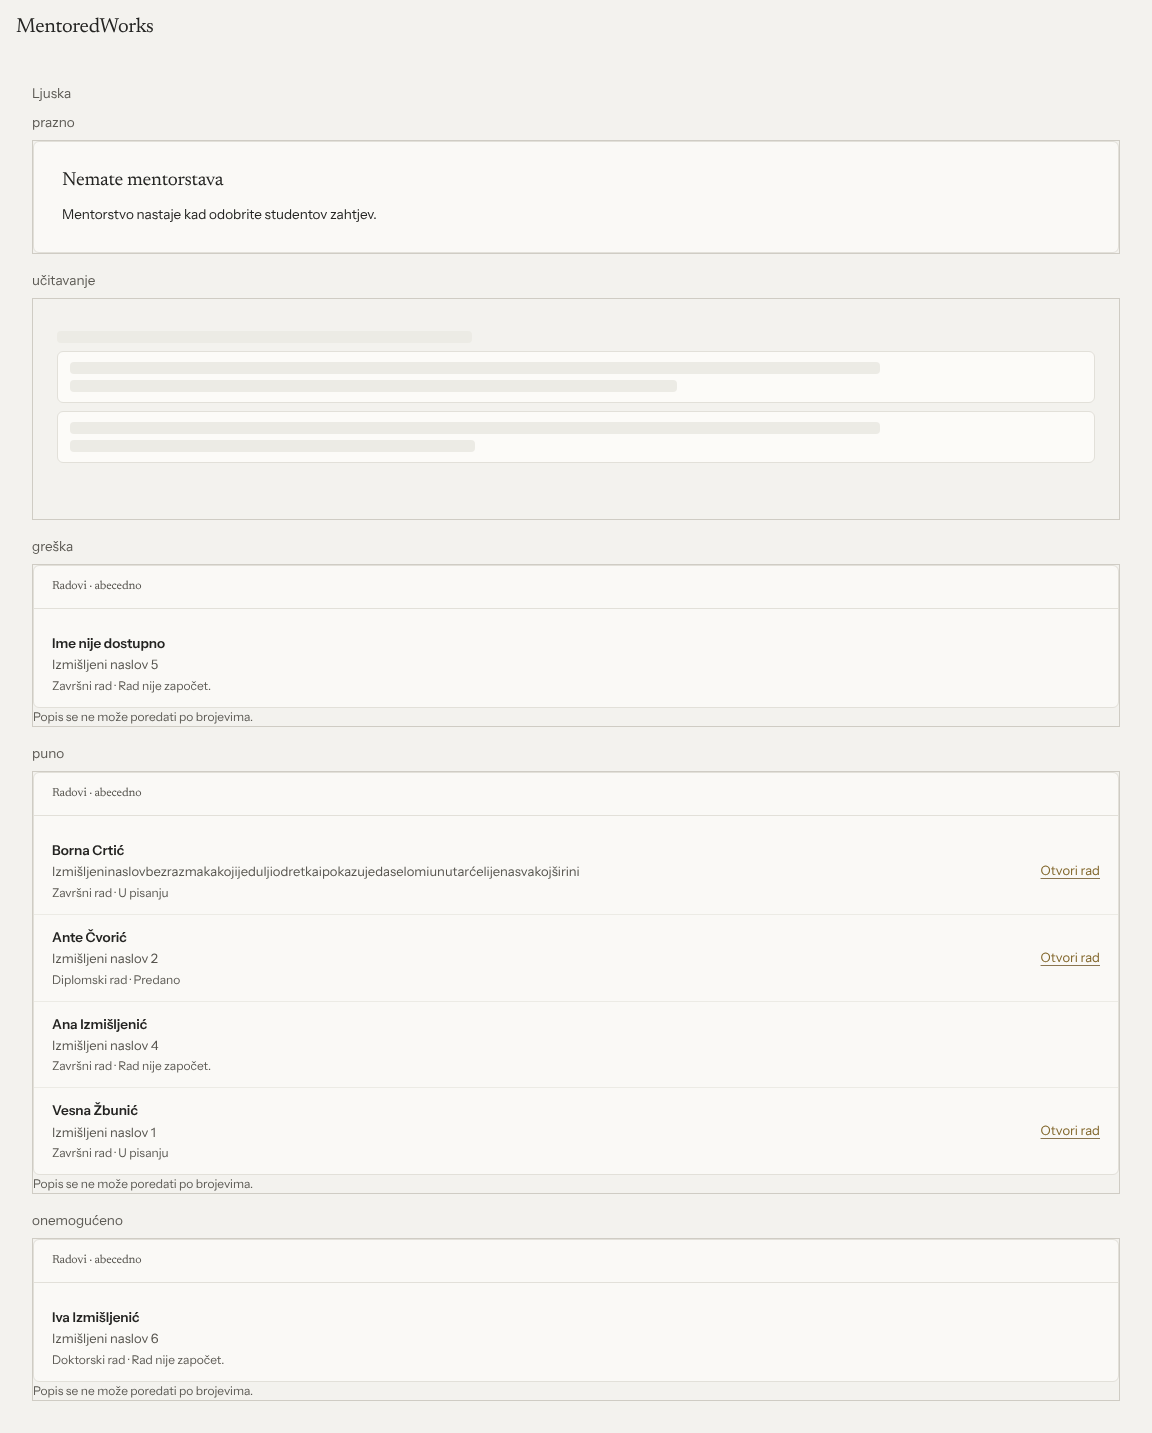 MentoredWorks
Ljuska
prazno
Nemate mentorstava
Mentorstvo nastaje kad odobrite studentov zahtjev.
učitavanje
greška
Radovi · abecedno
Ime nije dostupno
Izmišljeni naslov 5
Završni rad · Rad nije započet.
Popis se ne može poredati po brojevima.
puno
Radovi · abecedno
Borna Crtić
Izmišljeninaslovbezrazmakakojijeduljiodretkaipokazujedaselomiunutarćelijenasvakojširini
Otvori rad
Završni rad · U pisanju
Ante Čvorić
Izmišljeni naslov 2
Otvori rad
Diplomski rad · Predano
Ana Izmišljenić
Izmišljeni naslov 4
Završni rad · Rad nije započet.
Vesna Žbunić
Izmišljeni naslov 1
Otvori rad
Završni rad · U pisanju
Popis se ne može poredati po brojevima.
onemogućeno
Radovi · abecedno
Iva Izmišljenić
Izmišljeni naslov 6
Doktorski rad · Rad nije započet.
Popis se ne može poredati po brojevima.